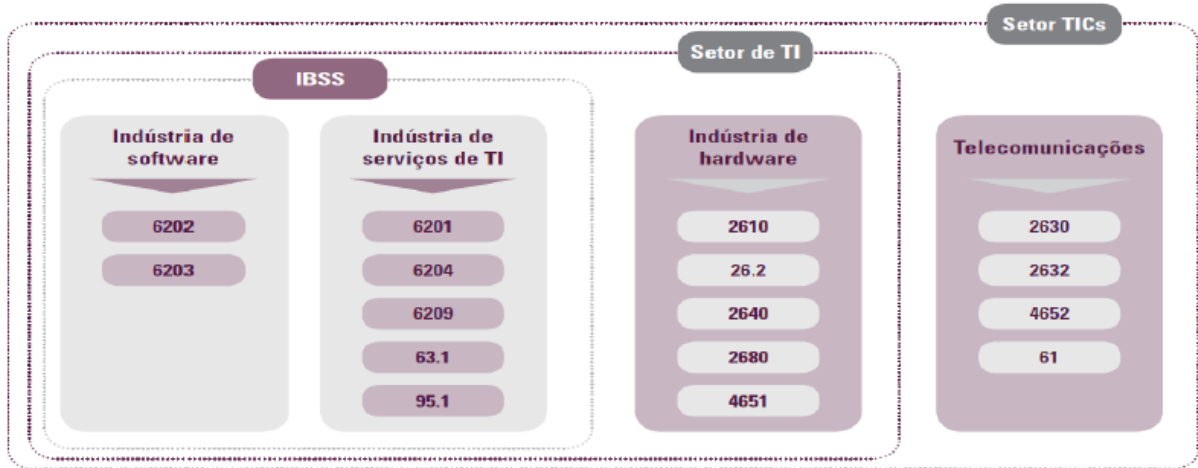 Setor TICs
Setor de TI
IBSS
Indústria de
software
6202
6203
Indústria de
serviços de TI
6201
6204
6209
63.1
95.1
Indústria de
hardware
2610
26.2
2640
2680
4651
Telecomunicações
2630
2632
4652
61